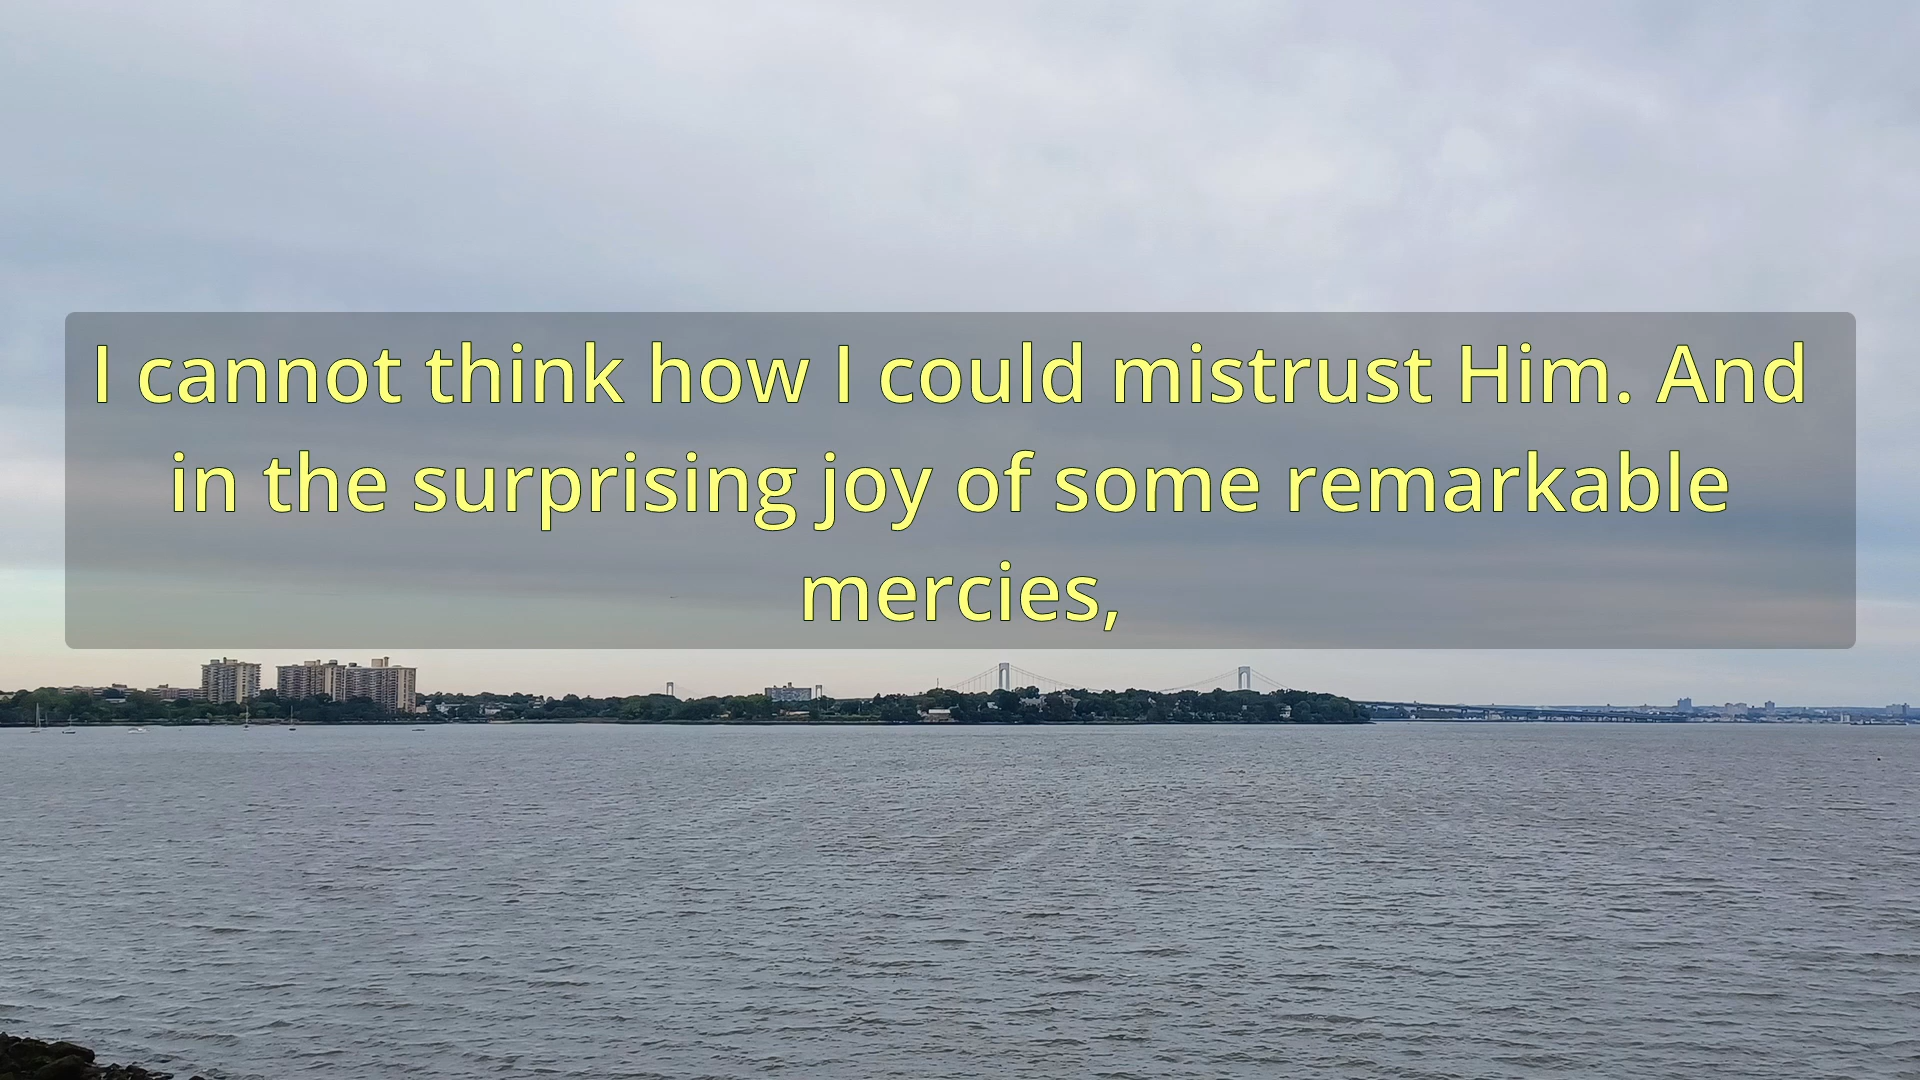 I cannot think how I could mistrust Him. And
in the surprising joy of some remarkable
mercies,